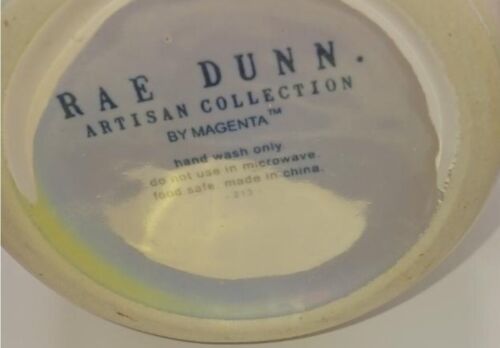 RAE DUNN.
ARTISAN COLLECTION
BY MAGENTA™
hand wash only
do not use in microwave.
food safe. made in china.
- 213 -